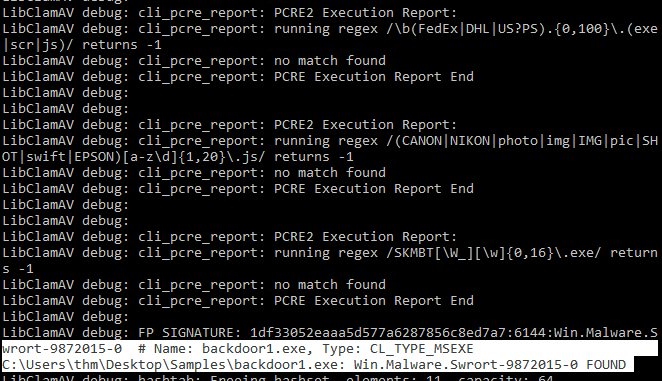 LibClamAV debug: cli_pcre_report: PCRE2 Execution Report:
LibClamAV debug: cli_pcre_report: running regex /\b(FedEx|DHL|US?PS).{0,100}\.(exe
|scr|js)/ returns -1
LibClamAV debug: cli_pcre_report: no match found
LibClamAV debug: cli_pcre_report: PCRE Execution Report End
LibClamAV debug:
LibClamAV debug:
LibClamAV debug: cli_pcre_report: PCRE2 Execution Report:
LibClamAV debug: cli_pcre_report: running regex /(CANON|NIKON|photo|img|IMG|pic|SH
OT|swift|EPSON)[a-z\d]{1,20}\.js/ returns -1
LibClamAV debug: cli_pcre_report: no match found
LibClamAV debug: cli_pcre_report: PCRE Execution Report End
LibClamAV debug:
LibClamAV debug:
LibClamAV debug: cli_pcre_report: PCRE2 Execution Report:
LibClamAV debug: cli_pcre_report: running regex /SKMBT[\W_][\w]{0,16}\.exe/ return
s -1
LibClamAV debug: cli_pcre_report: no match found
LibClamAV debug: cli_pcre_report: PCRE Execution Report End
LibClamAV debug:
LibClamAV debug: FP SIGNATURE: 1df33052eaaa5d577a6287856c8ed7a7:6144:Win.Malware.S
wrort-9872015-0  # Name: backdoor1.exe, Type: CL_TYPE_MSEXE
C:\Users\thm\Desktop\Samples\backdoor1.exe: Win.Malware.Swrort-9872015-0 FOUND
LibClamAV debug: hashtab: Freeing hashset, elements: 11, capacity: 64